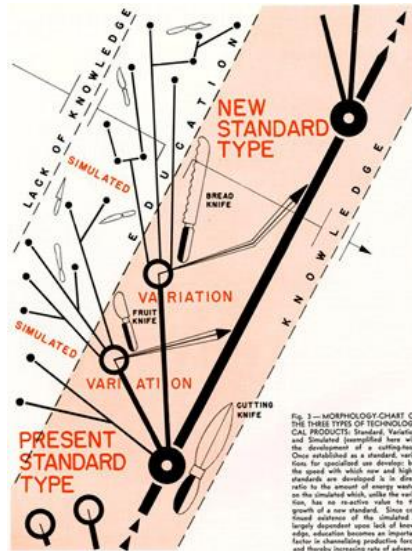 LACK OF KNOWLEDGE
EDUCATION
SIMULATED
NEW
STANDARD
TYPE
BREAD
KNIFE
KNOWLEDGE
VARIATION
FRUIT
KNIFE
SIMULATED
VARIATION
CUTTING
KNIFE
PRESENT
STANDARD
TYPE
Fig. 3 — MORPHOLOGY-CHART O
THE THREE TYPES OF TECHNOLOG
CAL PRODUCTS: Standard, Variatio
and Simulated (exemplified here wi
the development of a cutting-too
Once established as a standard, vari
tions for specialized use develop: b
the speed with which new and high
standards are developed is in dire
ratio to the amount of energy waste
on the simulated which, unlike the va
tion, has no re-active value to th
growth of a new standard. Since co
tinued existence of the simulated
largely dependent upon lack of know
edge, education becomes an importa
factor in channelizing productive forc
and thereby increasing rate of